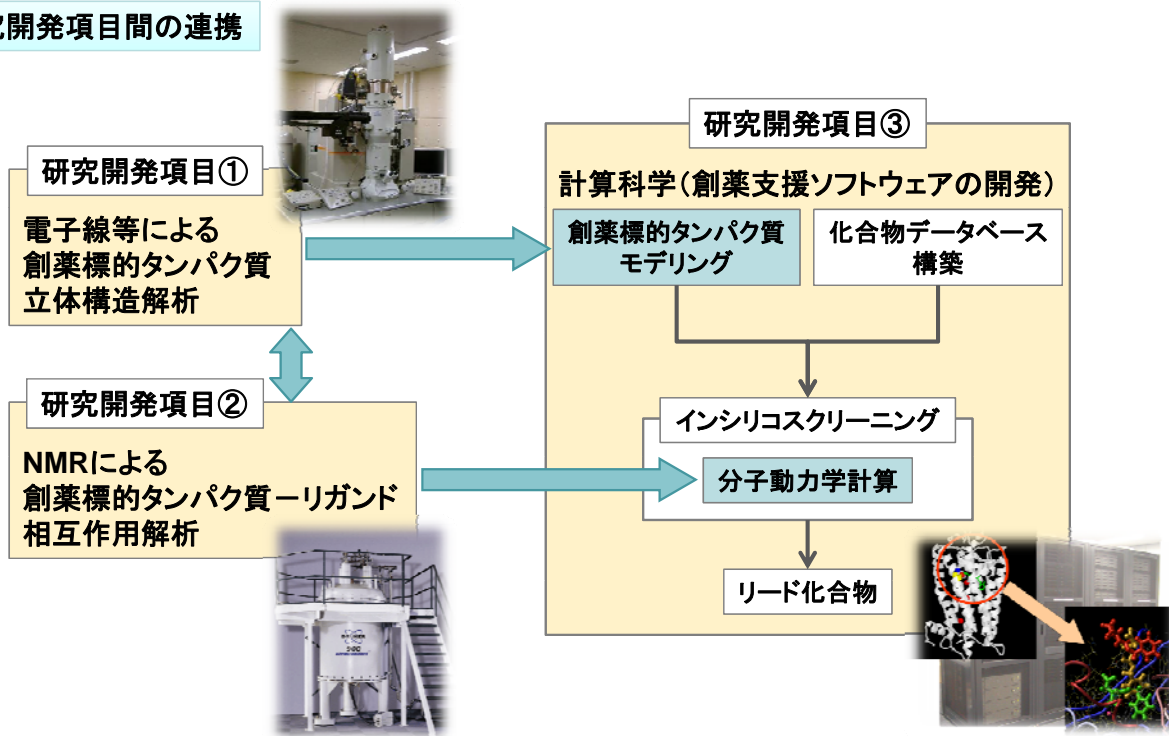 開発項目間の連携
研究開発項目①
電子線等による
創薬標的タンパク質
立体構造解析
研究開発項目②
NMRによる
創薬標的タンパク質－リガンド
相互作用解析
研究開発項目③
計算科学（創薬支援ソフトウェアの開発）
創薬標的タンパク質
モデリング
化合物データベース
構築
インシリコスクリーニング
分子動力学計算
リード化合物